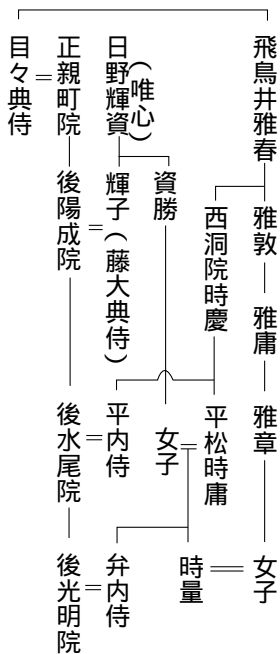 飛鳥井雅春
雅敦
雅庸
雅章
女子
西洞院時慶
平松時庸
時量
日野輝資
(唯心)
資勝
女子
輝子(藤大典侍)
平内侍
弁内侍
正親町院
後陽成院
後水尾院
後光明院
目々典侍